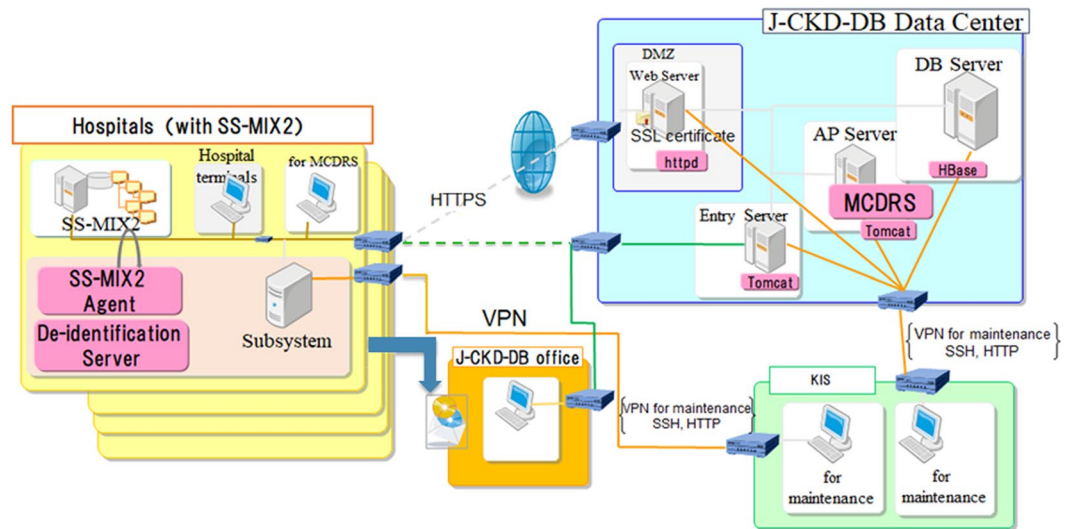 J-CKD-DB Data Center
DMZ
Web Server
SSL certificate
httpd
DB Server
HBase
AP Server
MCDRS
Tomcat
Entry Server
Tomcat
Hospitals (with SS-MIX2)
SS-MIX2
Hospital
terminals
for MCDRS
SS-MIX2
Agent
De-identification
Server
Subsystem
HTTPS
VPN
J-CKD-DB office
VPN for maintenance
SSH, HTTP
VPN for maintenance
SSH, HTTP
KIS
for
maintenance
for
maintenance